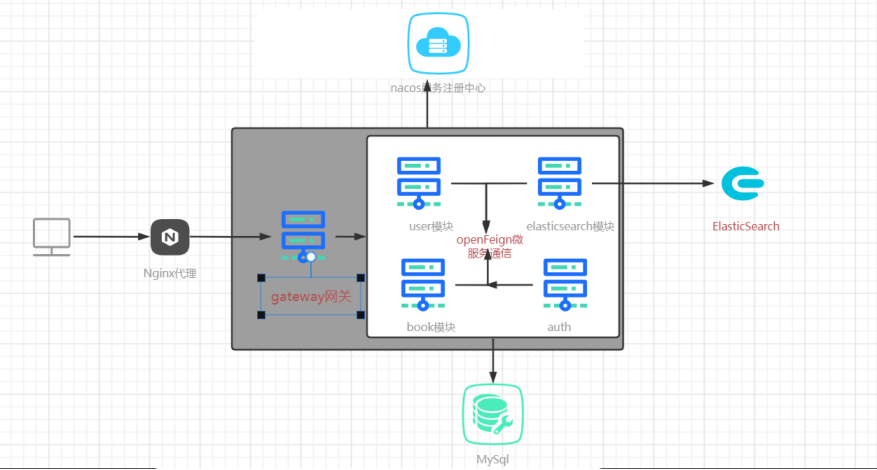 nacos服务注册中心
user模块
elasticsearch模块
ElasticSearch
openFeign微
服务通信
Nginx代理
gateway网关
book模块
auth
MySql